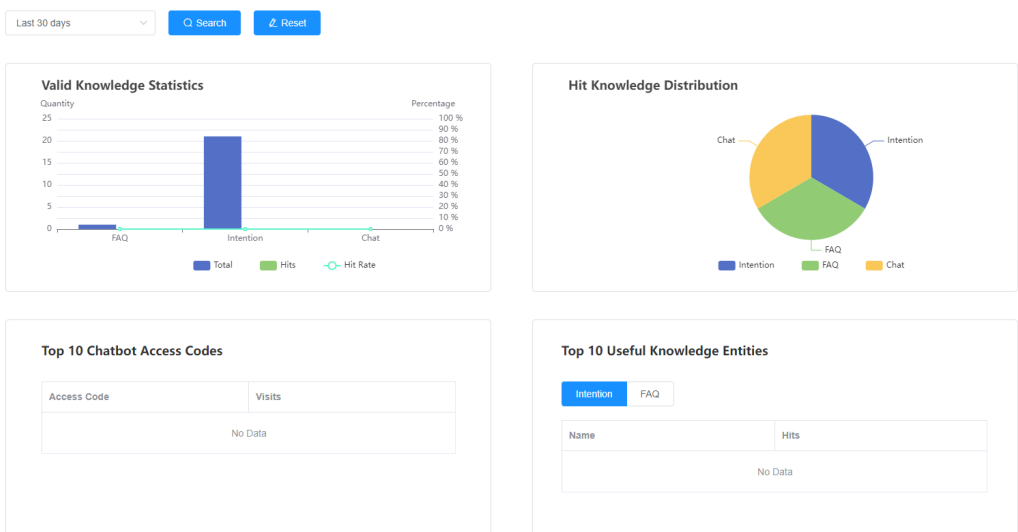 Last 30 days Search Reset
Valid Knowledge Statistics
Quantity Percentage
25 100 %
90 %
20 80 %
70 %
15 60 %
50 %
10 40 %
30 %
5 20 %
10 %
0 0 %
FAQ Intention Chat
Total Hits Hit Rate
Hit Knowledge Distribution
Chat Intention
FAQ
Intention FAQ Chat
Top 10 Chatbot Access Codes
Access Code Visits
No Data
Top 10 Useful Knowledge Entities
Intention FAQ
Name Hits
No Data